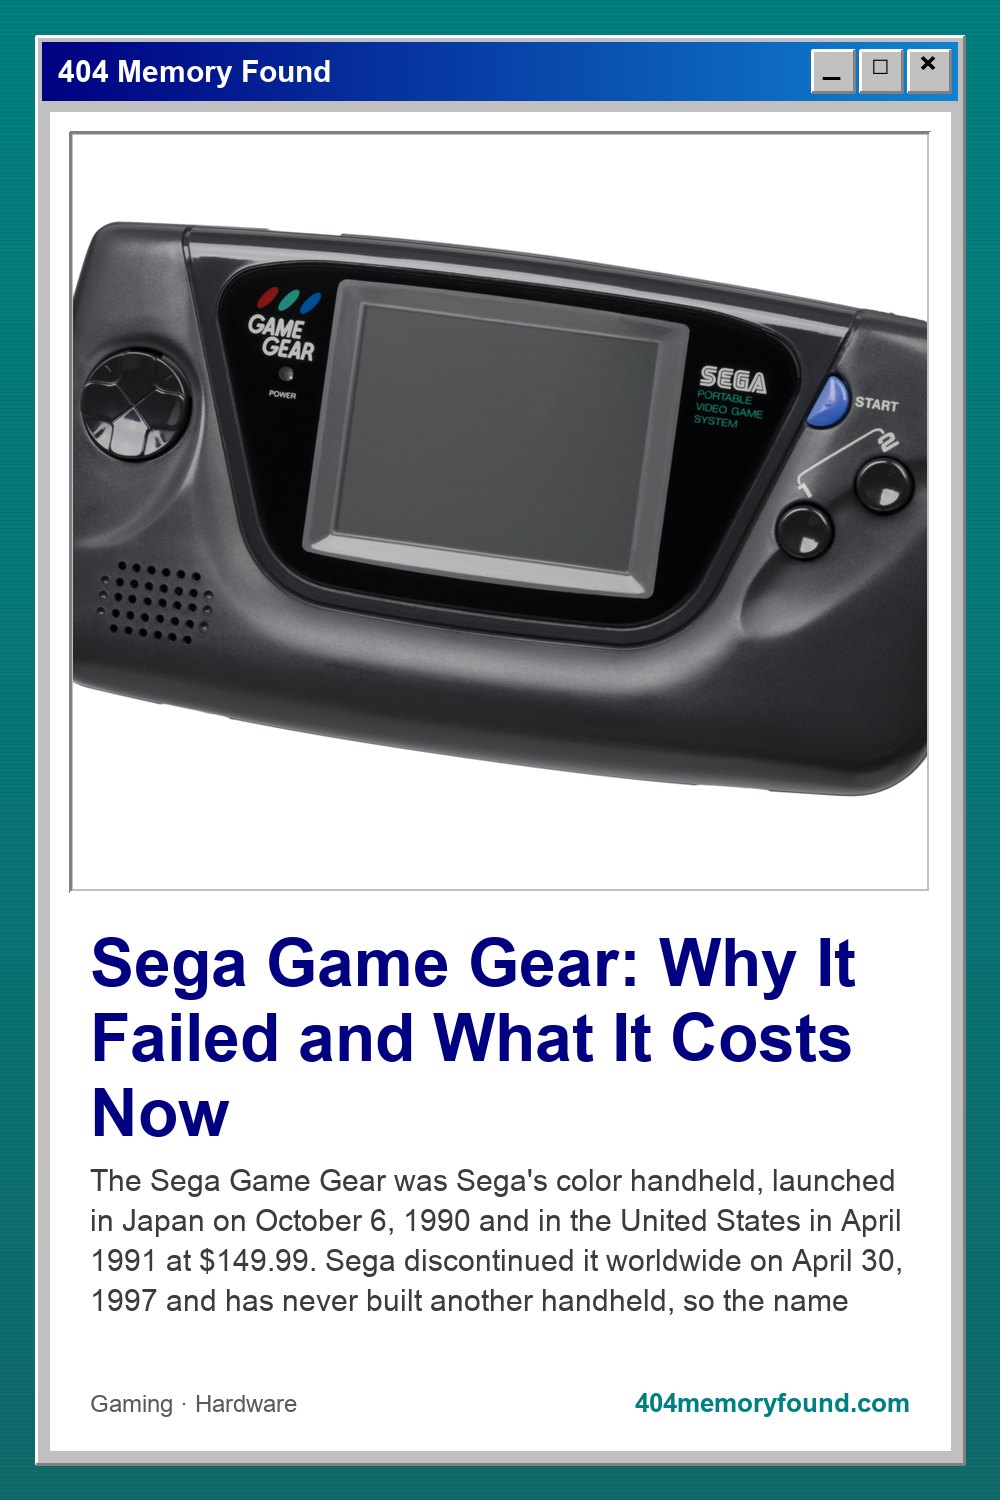 404 Memory Found
GAME
GEAR
POWER
SEGA
PORTABLE
VIDEO GAME
SYSTEM
START
2
1
Sega Game Gear: Why It
Failed and What It Costs
Now
The Sega Game Gear was Sega's color handheld, launched
in Japan on October 6, 1990 and in the United States in April
1991 at $149.99. Sega discontinued it worldwide on April 30,
1997 and has never built another handheld, so the name
Gaming · Hardware
404memoryfound.com